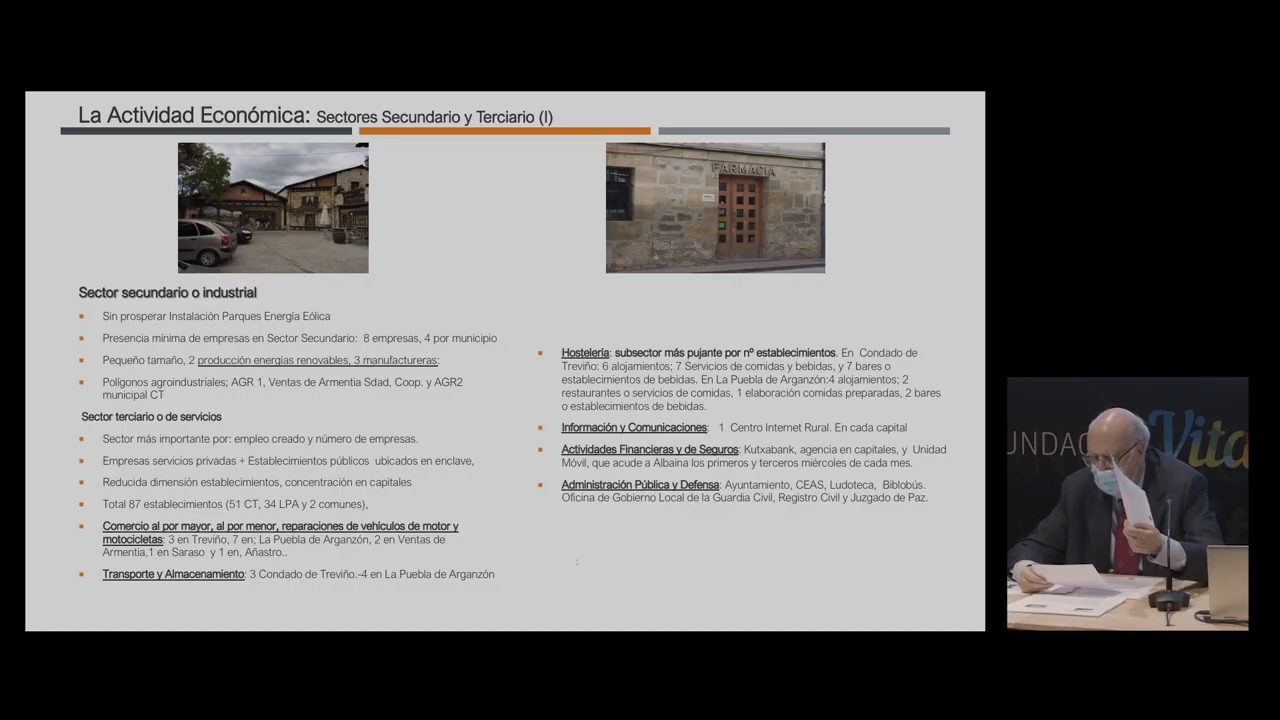 La Actividad Económica: Sectores Secundario y Terciario (I)
FARMACIA
Sector secundario o industrial
Sin prosperar Instalación Parques Energía Eólica
Presencia mínima de empresas en Sector Secundario: 8 empresas, 4 por municipio
Pequeño tamaño, 2 producción energías renovables, 3 manufactureras:
Polígonos agroindustriales; AGR 1, Ventas de Armentia Sdad, Coop. y AGR2
municipal CT
Sector terciario o de servicios
Sector más importante por: empleo creado y número de empresas.
Empresas servicios privadas + Establecimientos públicos ubicados en enclave,
Reducida dimensión establecimientos, concentración en capitales
Total 87 establecimientos (51 CT, 34 LPA y 2 comunes),
Comercio al por mayor, al por menor, reparaciones de vehículos de motor y
motocicletas: 3 en Treviño, 7 en; La Puebla de Arganzón, 2 en Ventas de
Armentia,1 en Saraso y 1 en, Añastro..
Transporte y Almacenamiento: 3 Condado de Treviño.-4 en La Puebla de Arganzón
Hostelería: subsector más pujante por nº establecimientos. En Condado de
Treviño: 6 alojamientos; 7 Servicios de comidas y bebidas, y 7 bares o
establecimientos de bebidas. En La Puebla de Arganzón:4 alojamientos; 2
restaurantes o servicios de comidas, 1 elaboración comidas preparadas, 2 bares
o establecimientos de bebidas.
Información y Comunicaciones: 1 Centro Internet Rural. En cada capital
Actividades Financieras y de Seguros: Kutxabank, agencia en capitales, y Unidad
Móvil, que acude a Albaina los primeros y terceros miércoles de cada mes.
Administración Pública y Defensa: Ayuntamiento, CEAS, Ludoteca, Biblobús.
Oficina de Gobierno Local de la Guardia Civil, Registro Civil y Juzgado de Paz.
:
UNDAC Vita